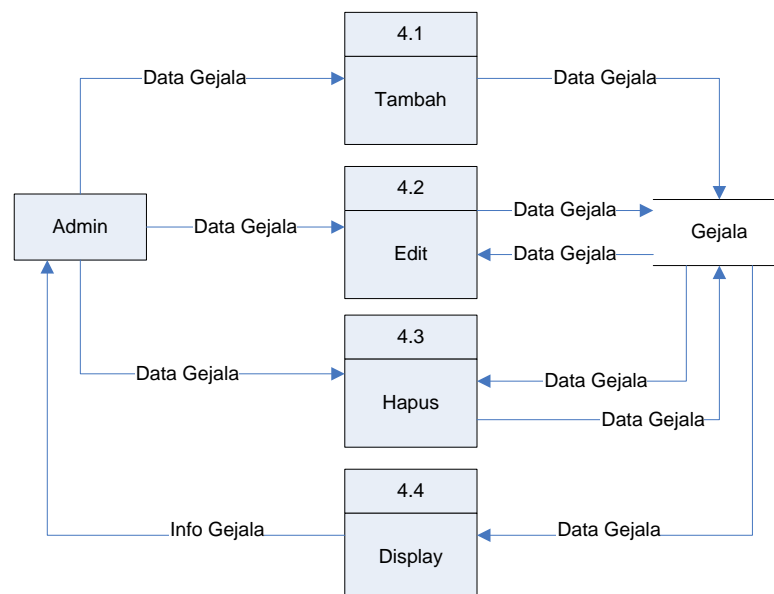 4.1
Data Gejala
Tambah
Data Gejala
4.2
Admin
Data Gejala
Edit
Data Gejala
Data Gejala
Gejala
4.3
Data Gejala
Hapus
Data Gejala
Data Gejala
4.4
Info Gejala
Display
Data Gejala